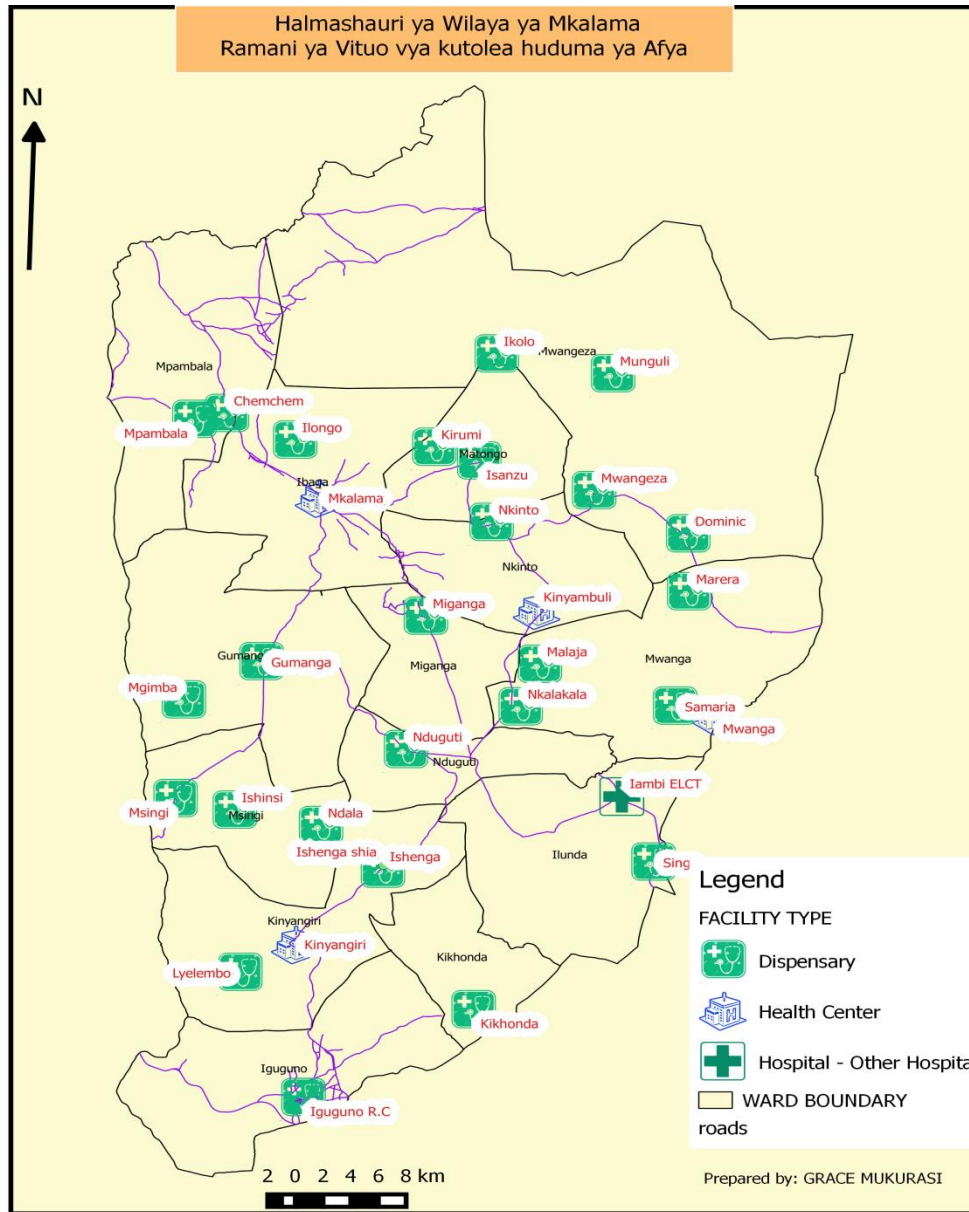 Halmashauri ya Wilaya ya Mkalama
Ramani ya Vituo vya kutolea huduma ya Afya
N
Ikolo
Mwangeza
Munguli
Mpambala
Chemchem
Mpambala
Ilongo
Kirumi
Matongo
Isanzu
Ibaga
Mkalama
Mwangeza
Nkinto
Dominic
Nkinto
Marera
Kinyambuli
Miganga
Malaja
Mwanga
Gumanga
Gumanga
Miganga
Mgimba
Nkalakala
Samaria
Mwanga
Nduguti
Nduguti
Iambi ELCT
Msingi
Ishinsi
Msingi
Ndala
Ishenga shia
Ishenga
Ilunda
Sing
Kinyangiri
Kinyangiri
Kikhonda
Lyelembo
Kikhonda
Iguguno
Iguguno R.C
Legend
FACILITY TYPE
Dispensary
Health Center
Hospital - Other Hospita
WARD BOUNDARY
roads
2 0 4 6 8 km
Prepared by: GRACE MUKURASI